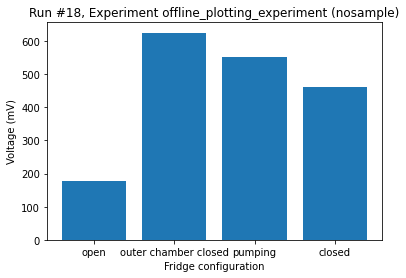 Run #18, Experiment offline_plotting_experiment (nosample)
Voltage (mV)
600
500
400
300
200
100
0
open outer chamber closed pumping closed
Fridge configuration